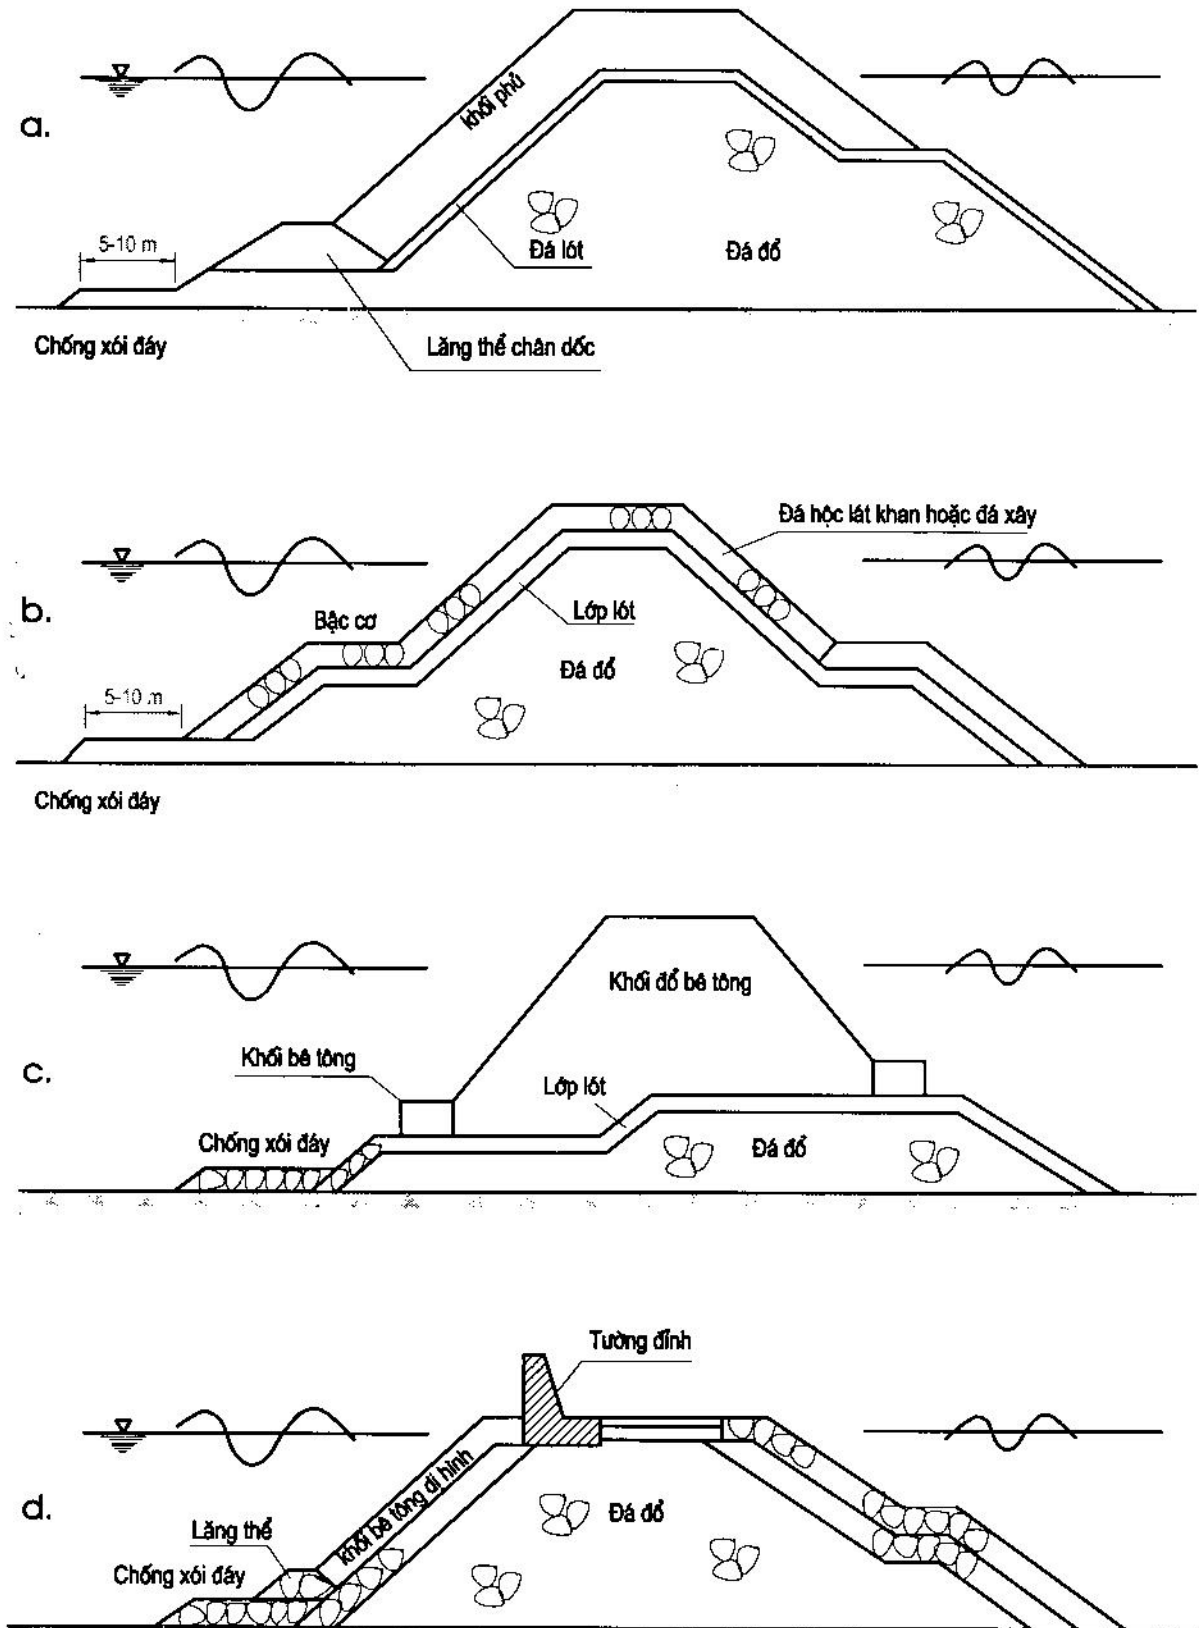 a.
khối phủ
5-10 m
Đá lót
Đá đổ
Chống xói đáy
Lăng thể chân dốc
b.
Đá hộc lát khan hoặc đá xây
Bậc cơ
Lớp lót
Đá đổ
5-10 m
Chống xói đáy
c.
Khối đổ bê tông
Khối bê tông
Lớp lót
Chống xói đáy
Đá đổ
d.
Tường đỉnh
khối bê tông dị hình
Đá đổ
Lăng thể
Chống xói đáy